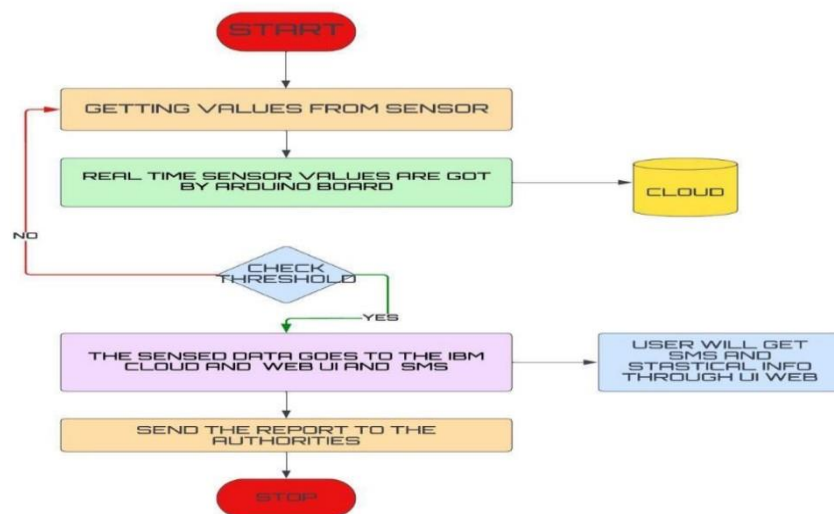 START
GETTING VALUES FROM SENSOR
REAL TIME SENSOR VALUES ARE GOT
BY ARDUINO BOARD
CLOUD
NO
CHECK
THRESHOLD
YES
THE SENSED DATA GOES TO THE IBM
CLOUD AND WEB UI AND SMS
USER WILL GET
SMS AND
STASTICAL INFO
THROUGH UI WEB
SEND THE REPORT TO THE
AUTHORITIES
STOP